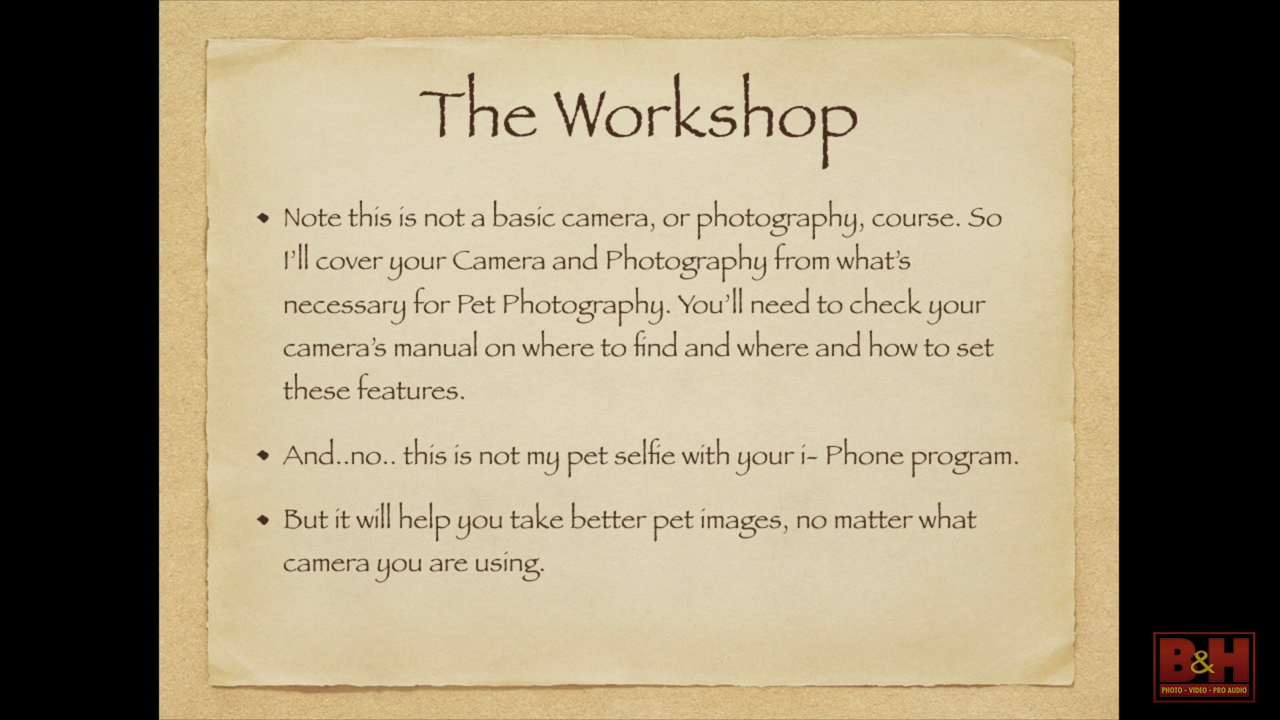 The Workshop
• Note this is not a basic camera, or photography, course. So
I'll cover your Camera and Photography from what's
necessary for Pet Photography. You'll need to check your
camera's manual on where to find and where and how to set
these features.
• And..no.. this is not my pet selfie with your i- Phone program.
• But it will help you take better pet images, no matter what
camera you are using.
B&H
PHOTO - VIDEO - PRO AUDIO